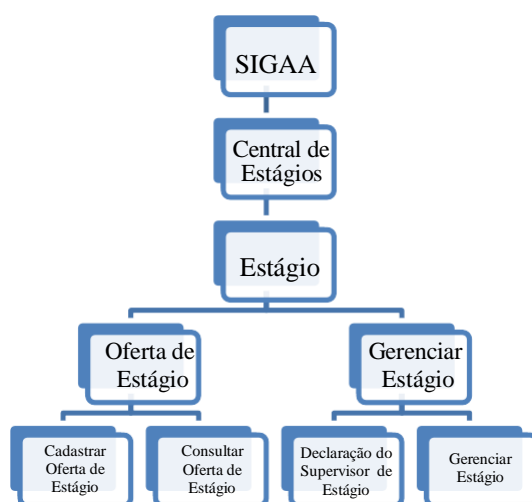 SIGAA
Central de
Estágios
Estágio
Oferta de
Estágio
Gerenciar
Estágio
Cadastrar
Oferta de
Estágio
Consultar
Oferta de
Estágio
Declaração do
Supervisor de
Estágio
Gerenciar
Estágio